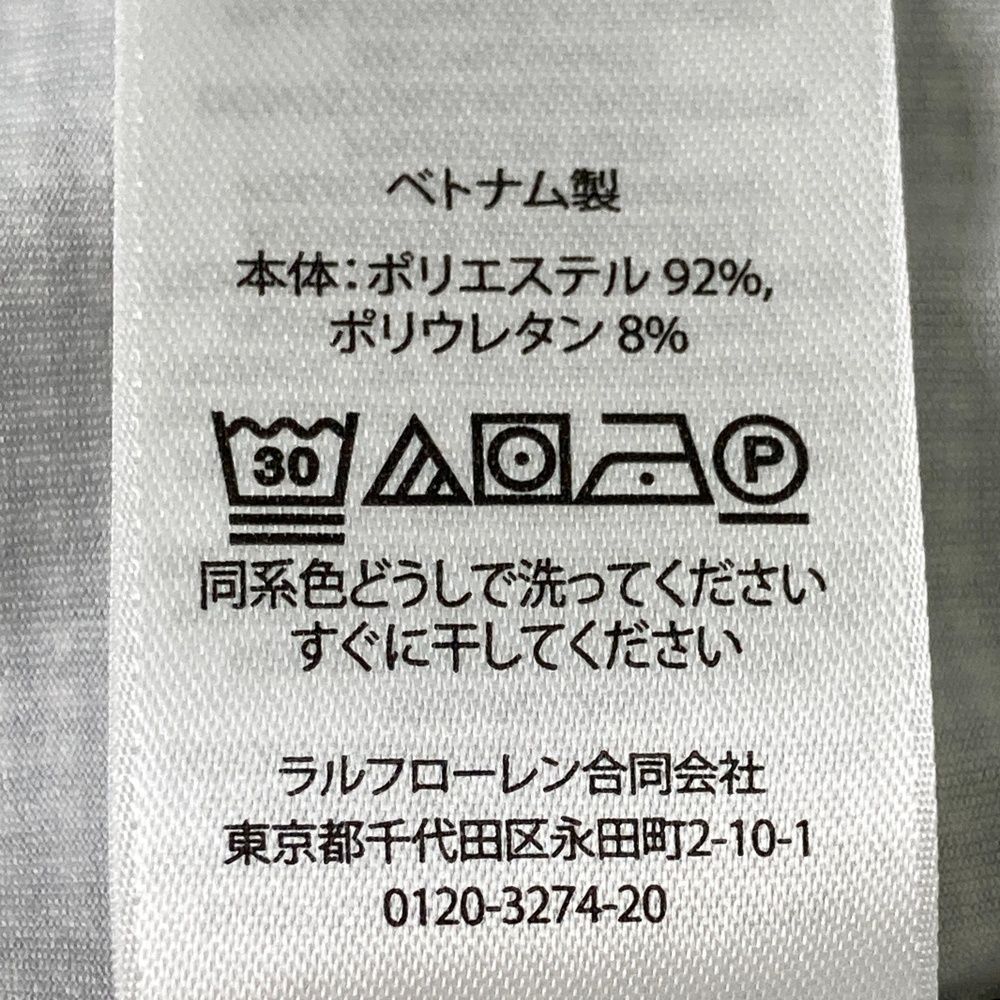 ベトナム製
本体：ポリエステル 92%,
ポリウレタン 8%
30 P
同系色どうしで洗ってください
すぐに干してください
ラルフローレン合同会社
東京都千代田区永田町2-10-1
0120-3274-20